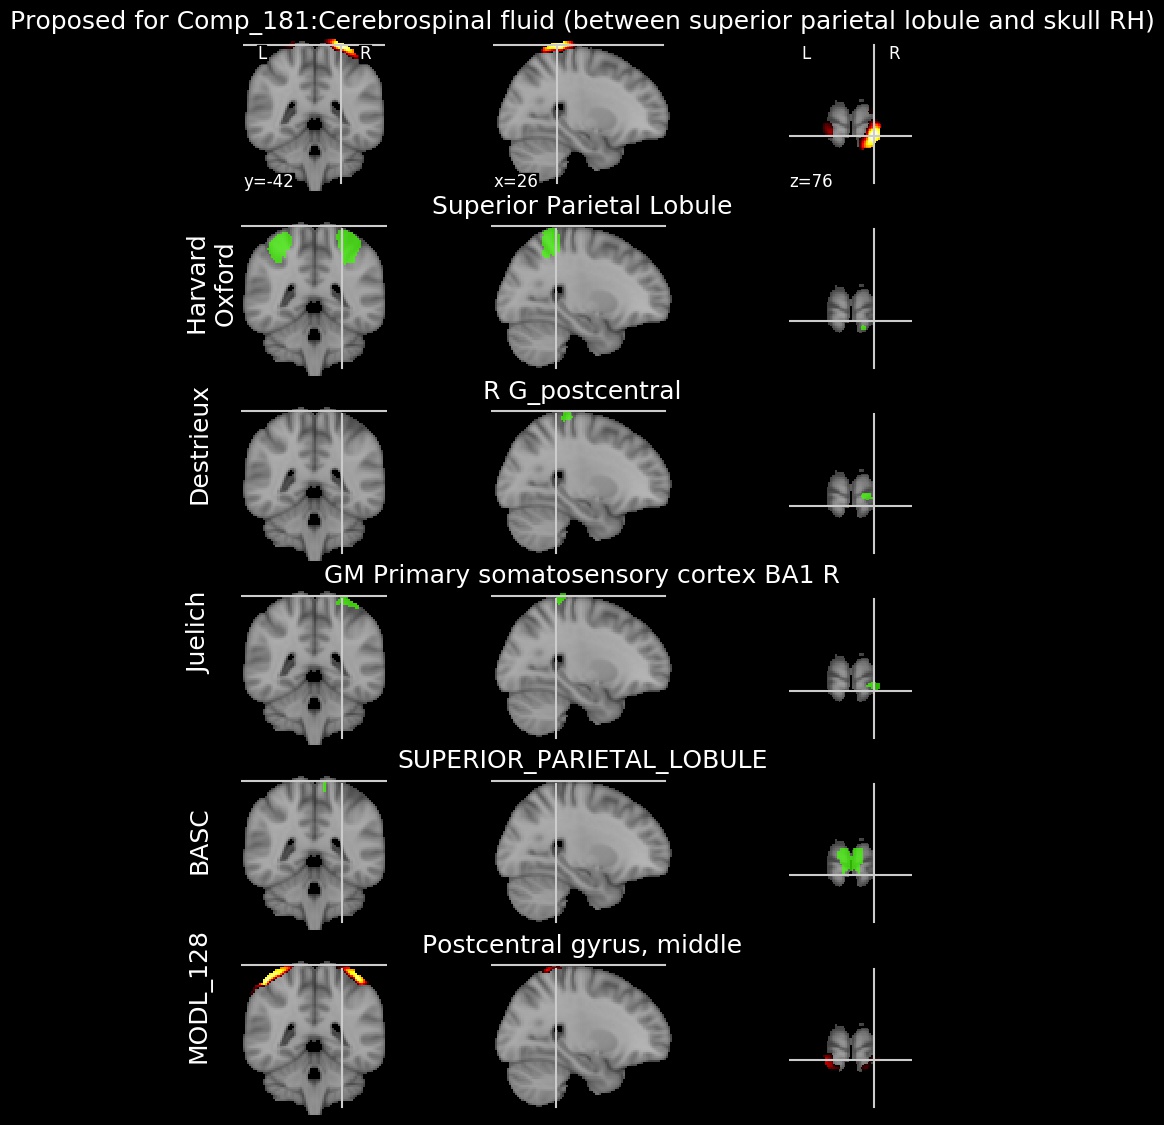 Proposed for Comp_181:Cerebrospinal fluid (between superior parietal lobule and skull RH)
L R
L R
y=-42
x=26
z=76
Superior Parietal Lobule
Harvard
Oxford
R G_postcentral
Destrieux
GM Primary somatosensory cortex BA1 R
Juelich
SUPERIOR_PARIETAL_LOBULE
BASC
Postcentral gyrus, middle
MODL_128